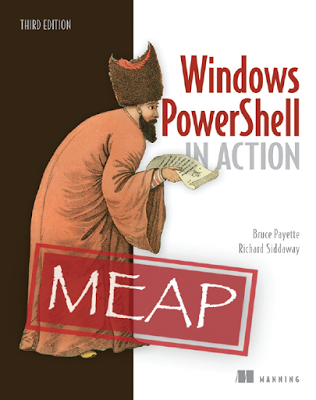 THIRD EDITION
Windows
PowerShell
IN ACTION
Bruce Payette
Richard Siddaway
MEAP
MANNING